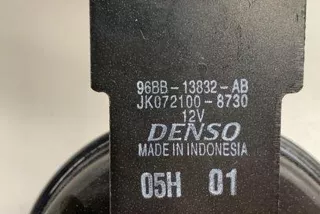 96BB-13832-AB
JK072100-8730
12V
DENSO
MADE IN INDONESIA
05H 01